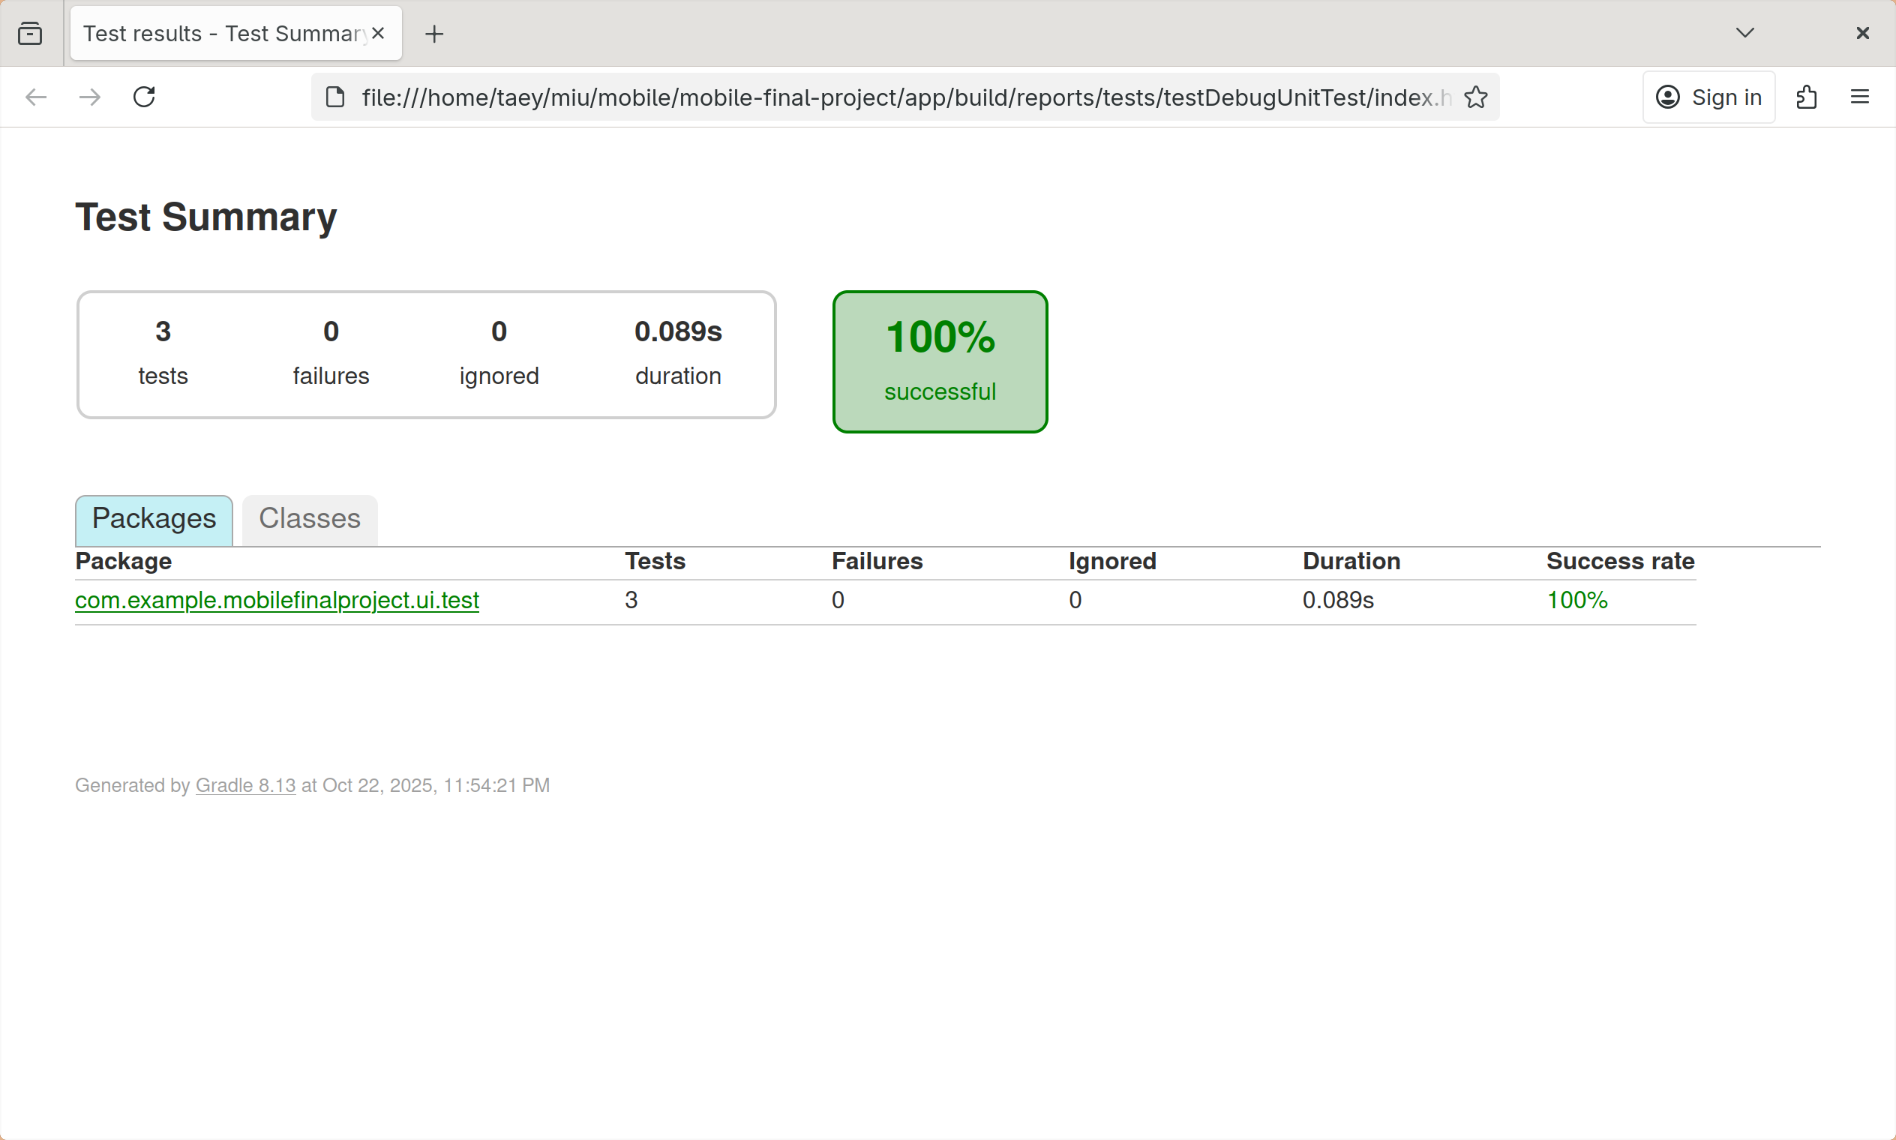 Test results - Test Summary
file:///home/taey/miu/mobile/mobile-final-project/app/build/reports/tests/testDebugUnitTest/index.h
Sign in
Test Summary
3 0 0 0.089s
tests failures ignored duration
100%
successful
Packages Classes
Package Tests Failures Ignored Duration Success rate
com.example.mobilefinalproject.ui.test 3 0 0 0.089s 100%
Generated by Gradle 8.13 at Oct 22, 2025, 11:54:21 PM